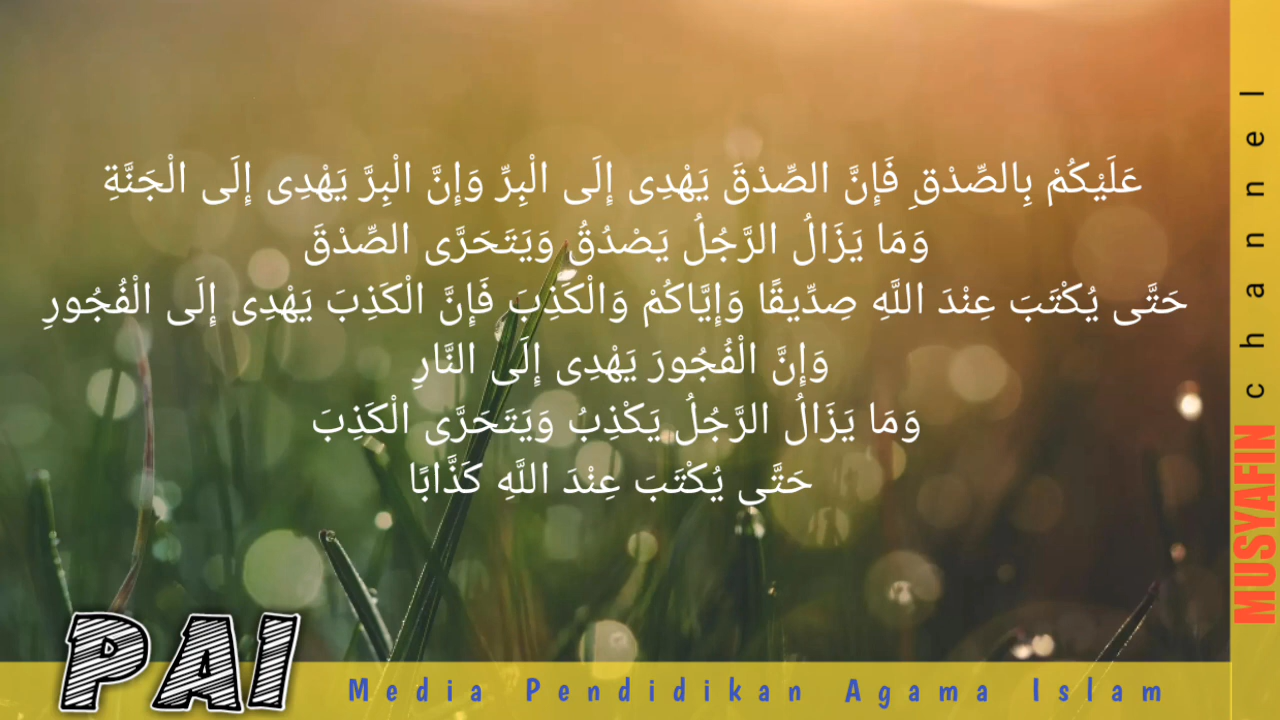 عَلَيْكُمْ بِالصِّدْقِ فَإِنَّ الصِّدْقَ يَهْدِى إِلَى الْبِرِّ وَإِنَّ الْبِرَّ يَهْدِى إِلَى الْجَنَّةِ
وَمَا يَزَالُ الرَّجُلُ يَصْدُقُ وَيَتَحَرَّى الصِّدْقَ
حَتَّى يُكْتَبَ عِنْدَ اللَّهِ صِدِّيقًا وَإِيَّاكُمْ وَالْكَذِبَ فَإِنَّ الْكَذِبَ يَهْدِى إِلَى الْفُجُورِ
وَإِنَّ الْفُجُورَ يَهْدِى إِلَى النَّارِ
وَمَا يَزَالُ الرَّجُلُ يَكْذِبُ وَيَتَحَرَّى الْكَذِبَ
حَتَّى يُكْتَبَ عِنْدَ اللَّهِ كَذَّابًا
PAI
Media Pendidikan Agama Islam
MUSYAFIN channel